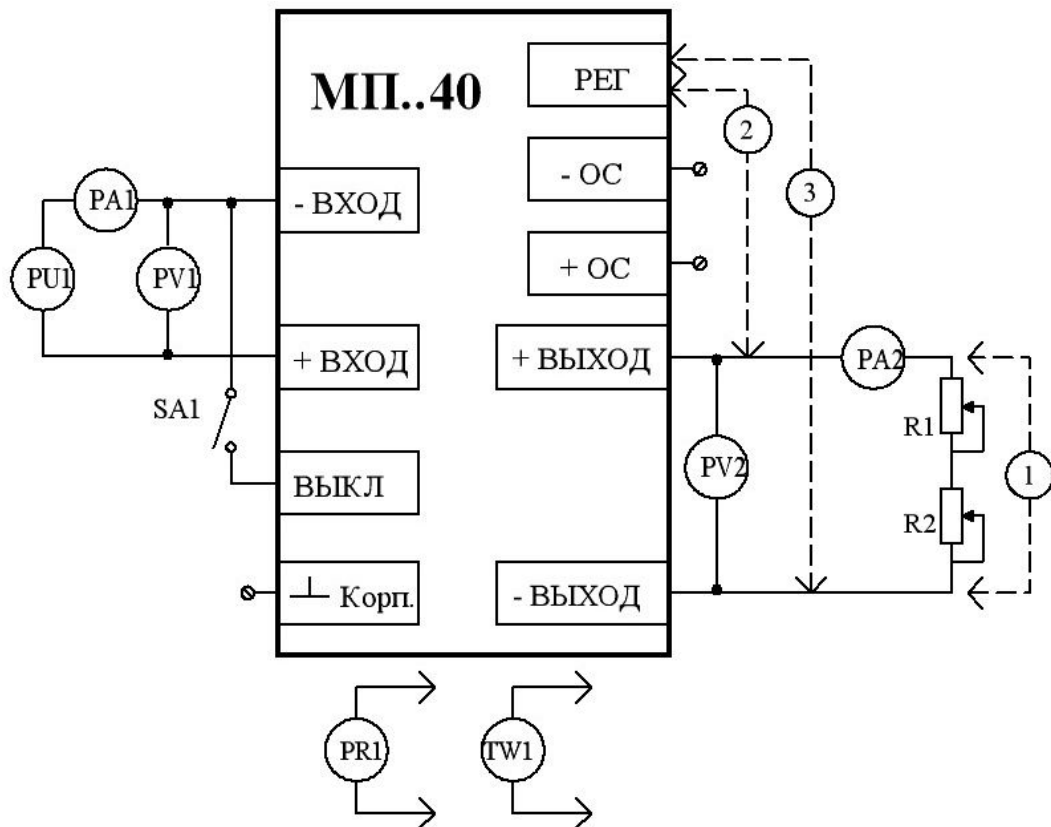 МП..40
РЕГ
2
- ОС
3
PA1
- ВХОД
+ ОС
PU1
PV1
+ ВХОД
+ ВЫХОД
PA2
SA1
R1
PV2
1
ВЫКЛ
R2
Корп.
- ВЫХОД
PR1
TW1